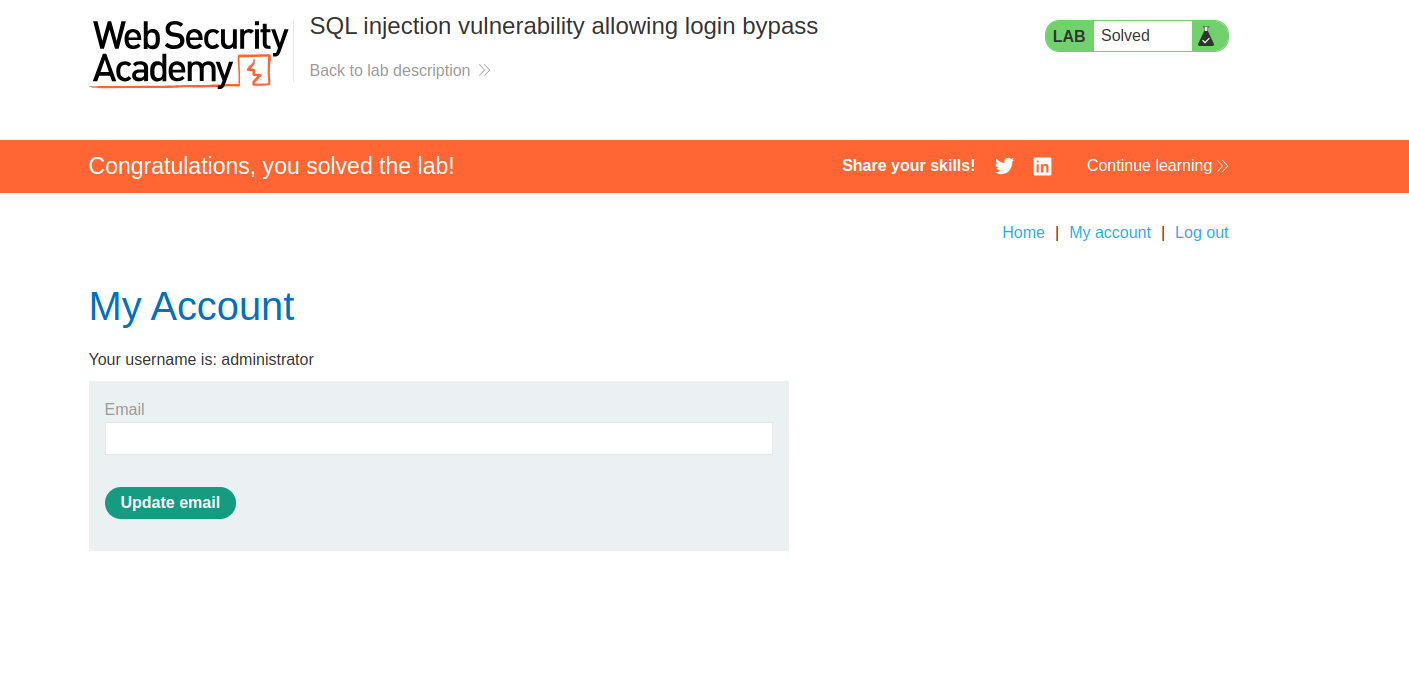 Web Security
Academy
SQL injection vulnerability allowing login bypass
Back to lab description
LAB Solved
Congratulations, you solved the lab!
Share your skills!
Continue learning
Home | My account | Log out
My Account
Your username is: administrator
Email
Update email